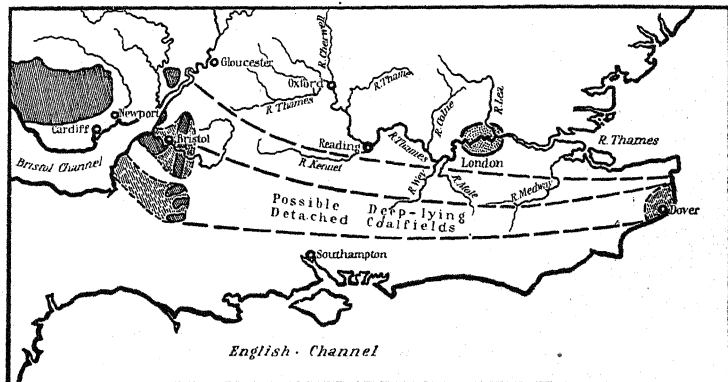 Gloucester
R. Cherwell
Oxford
R. Thame
R. Thames
R. Colne
R. Lea
Newport
Cardiff
Bristol
Reading
R. Thames
R. Thames
London
Bristol Channel
R. Kennet
R. Wey
R. Mole
R. Medway
Possible
Detached
Deep-lying
Coalfields
Dover
Southampton
English · Channel